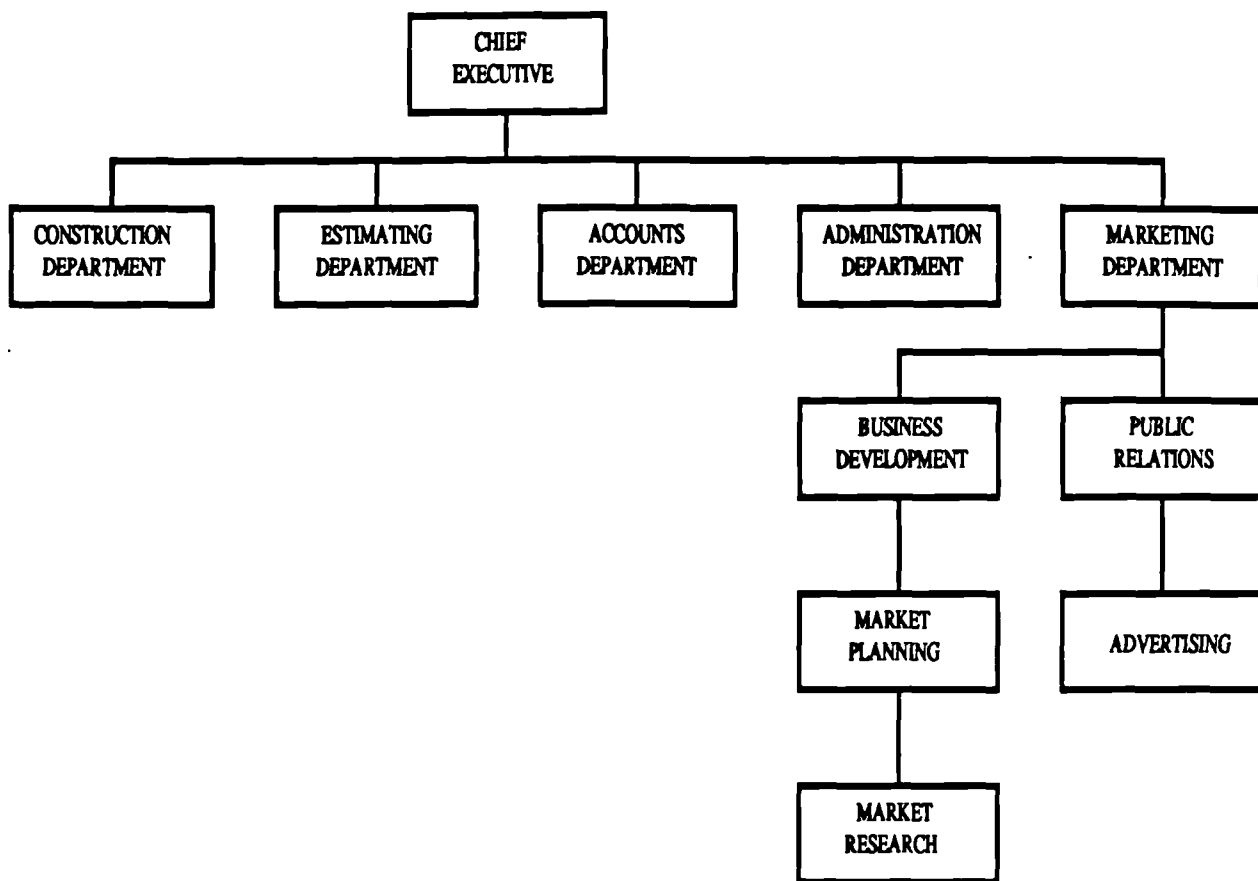 CHIEF
EXECUTIVE
CONSTRUCTION
DEPARTMENT
ESTIMATING
DEPARTMENT
ACCOUNTS
DEPARTMENT
ADMINISTRATION
DEPARTMENT
MARKETING
DEPARTMENT
BUSINESS
DEVELOPMENT
PUBLIC
RELATIONS
MARKET
PLANNING
ADVERTISING
MARKET
RESEARCH